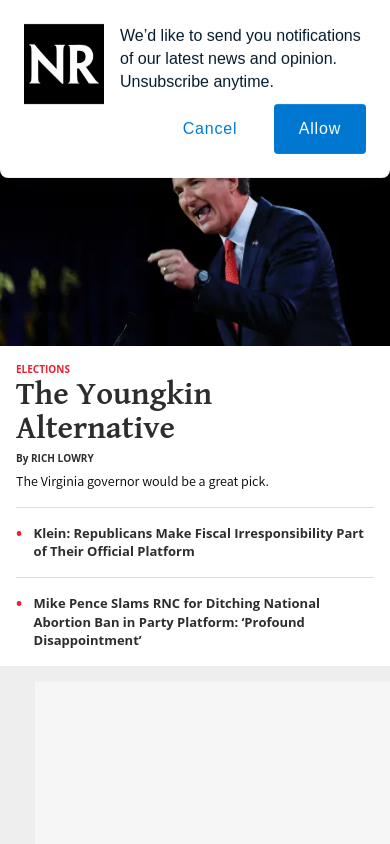 NR
We’d like to send you notifications
of our latest news and opinion.
Unsubscribe anytime.
Cancel
Allow
ELECTIONS
The Youngkin
Alternative
By RICH LOWRY
The Virginia governor would be a great pick.
Klein: Republicans Make Fiscal Irresponsibility Part
of Their Official Platform
Mike Pence Slams RNC for Ditching National
Abortion Ban in Party Platform: ‘Profound
Disappointment’